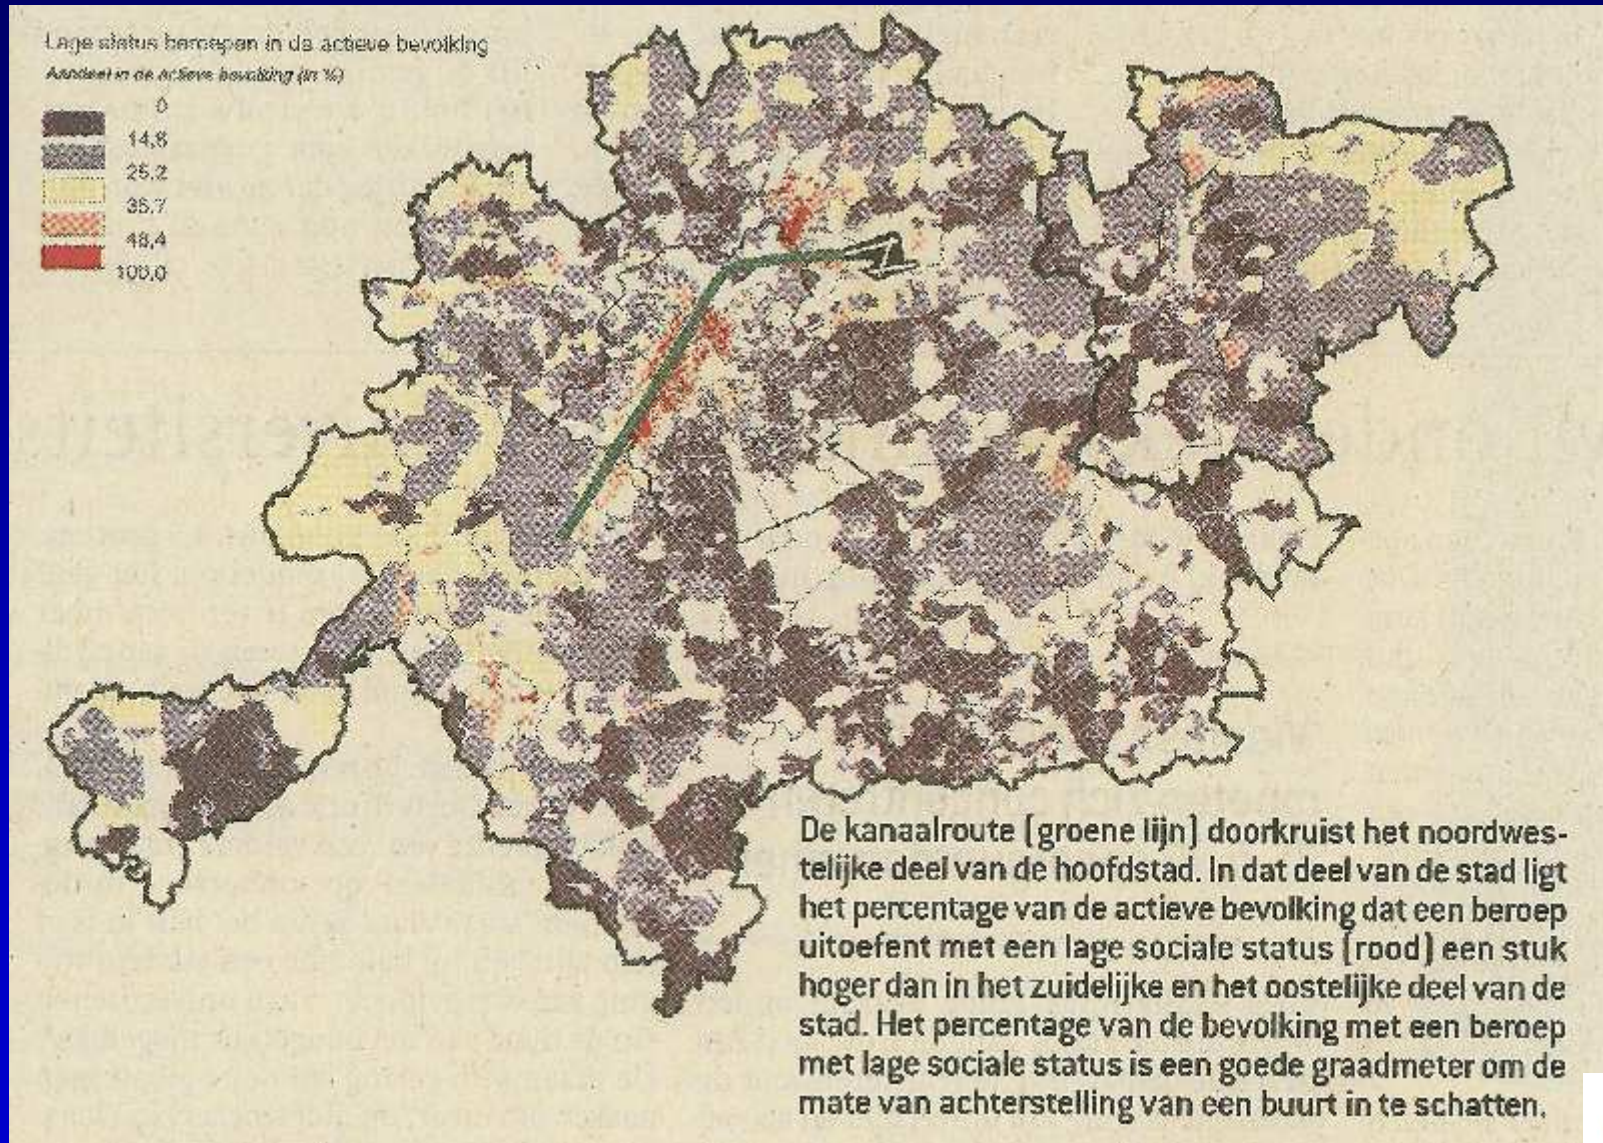 Lage status beroepen in de actieve bevolking
Aandeel in de actieve bevolking (in %)
0
14,8
25,2
35,7
48,4
100,0
De kanaalroute (groene lijn) doorkruist het noordwes-
telijke deel van de hoofdstad. In dat deel van de stad ligt
het percentage van de actieve bevolking dat een beroep
uitoefent met een lage sociale status (rood) een stuk
hoger dan in het zuidelijke en het oostelijke deel van de
stad. Het percentage van de bevolking met een beroep
met lage sociale status is een goede graadmeter om de
mate van achterstelling van een buurt in te schatten.